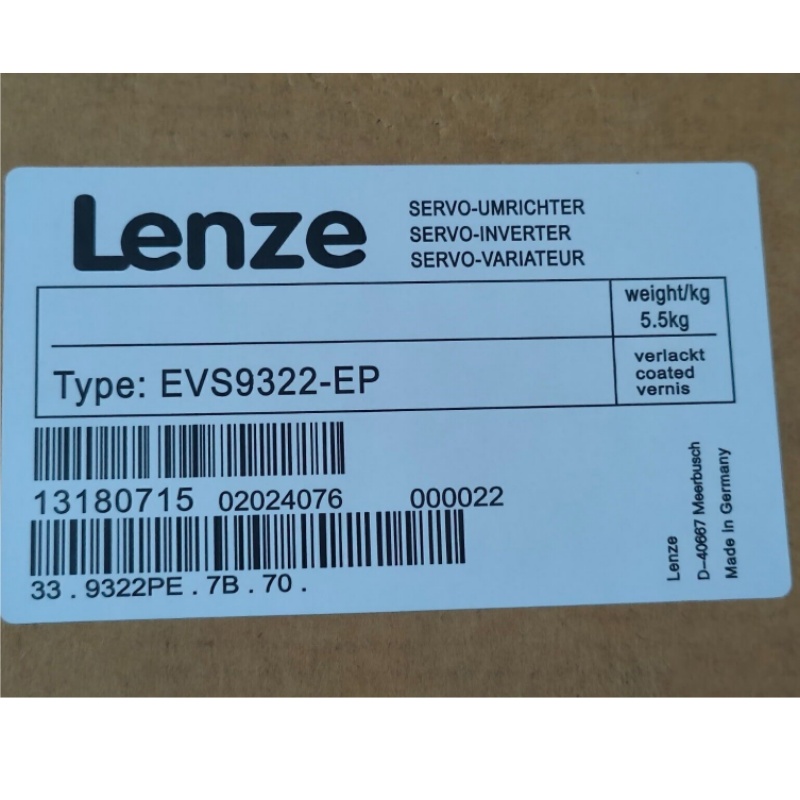 Lenze
SERVO-UMRICHTER
SERVO-INVERTER
SERVO-VARIATEUR
weight/kg
5.5kg
Type: EVS9322-EP
verlackt
coated
vernis
13180715 02024076 000022
33 . 9322PE . 7B . 70 .
Lenze
D-40667 Meerbusch
Made in Germany